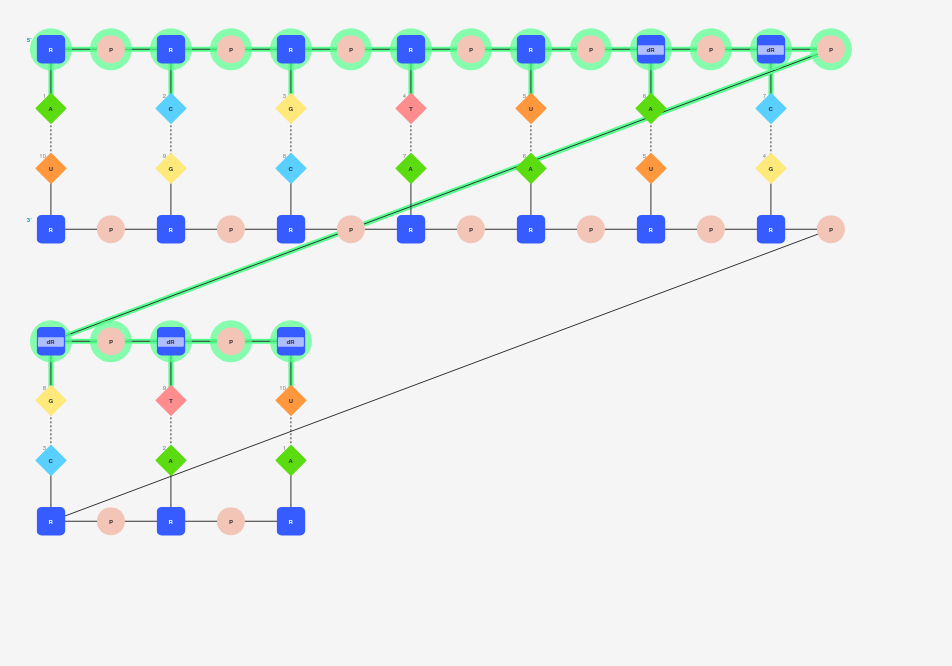 5' R P R P R P R P R P dR P dR P
1 2 3 4 5 6 7
A C G T U A C
10 9 8 7 6 5 4
U G C A A U G
3' R P R P R P R P R P R P R P
dR P dR P dR
8 9 10
G T U
3 2 1
C A A
R P R P R